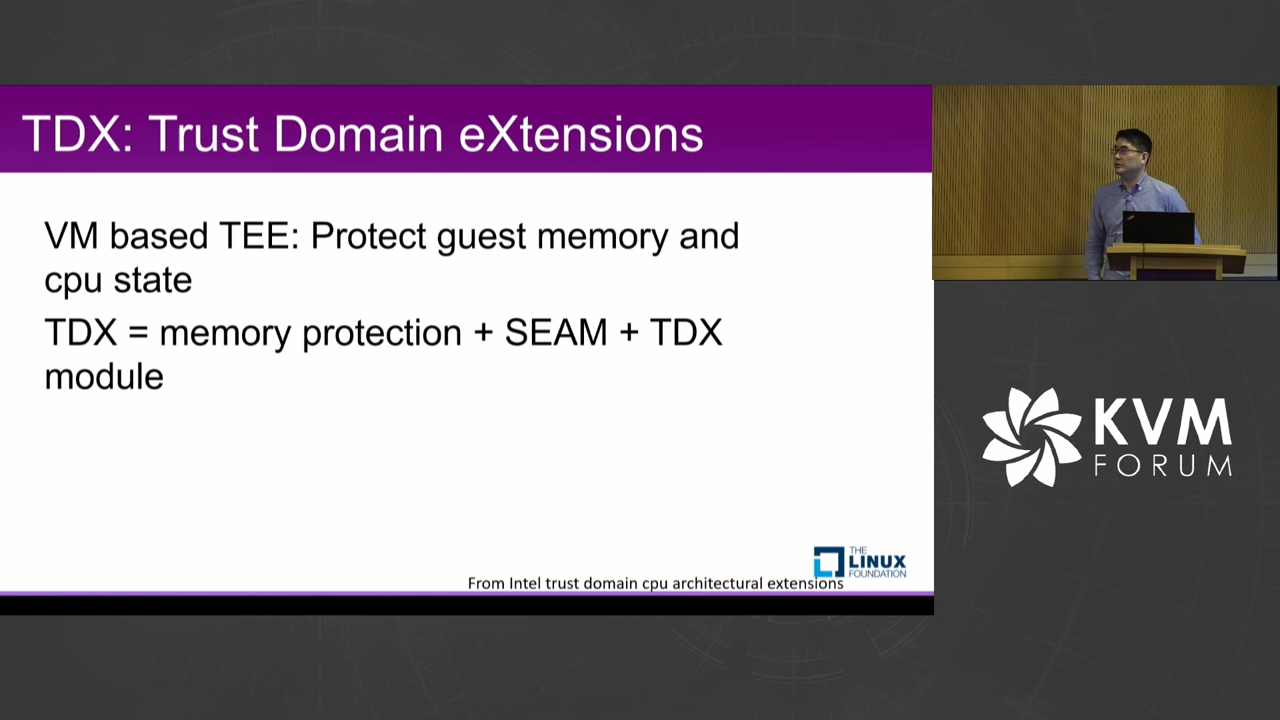 TDX: Trust Domain eXtensions
VM based TEE: Protect guest memory and
cpu state
TDX = memory protection + SEAM + TDX
module
THE
LINUX
FOUNDATION
From Intel trust domain cpu architectural extensions
KVM
FORUM